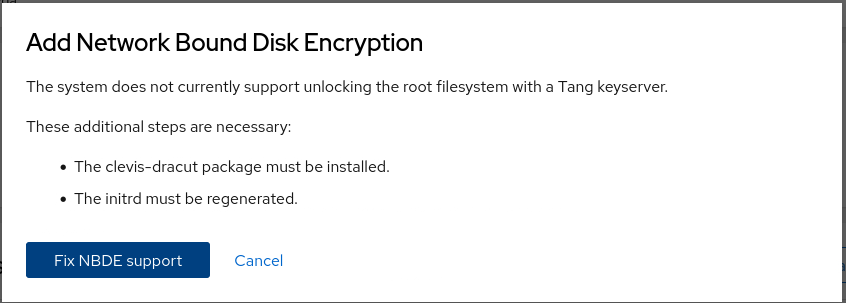 Add Network Bound Disk Encryption
The system does not currently support unlocking the root filesystem with a Tang keyserver.
These additional steps are necessary:
• The clevis-dracut package must be installed.
• The initrd must be regenerated.
Fix NBDE support Cancel